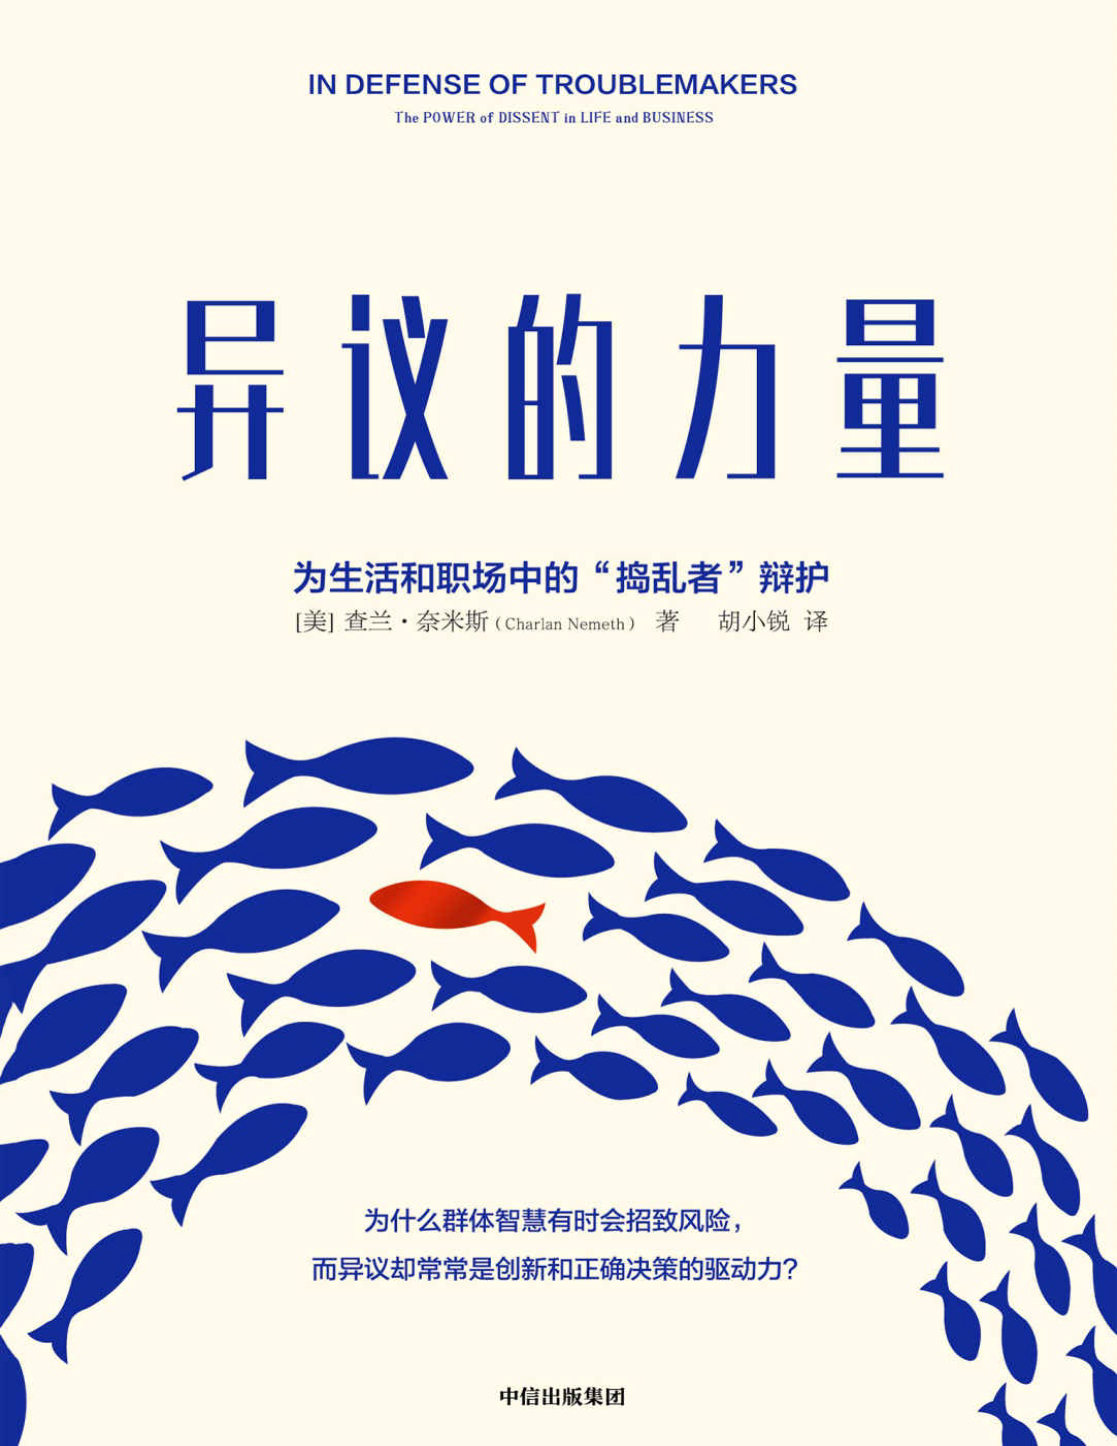 IN DEFENSE OF TROUBLEMAKERS
The POWER of DISSENT in LIFE and BUSINESS
异议的力量
为生活和职场中的“捣乱者”辩护
[美] 查兰·奈米斯（Charlan Nemeth） 著 胡小锐 译
为什么群体智慧有时会招致风险，
而异议却常常是创新和正确决策的驱动力？
中信出版集团